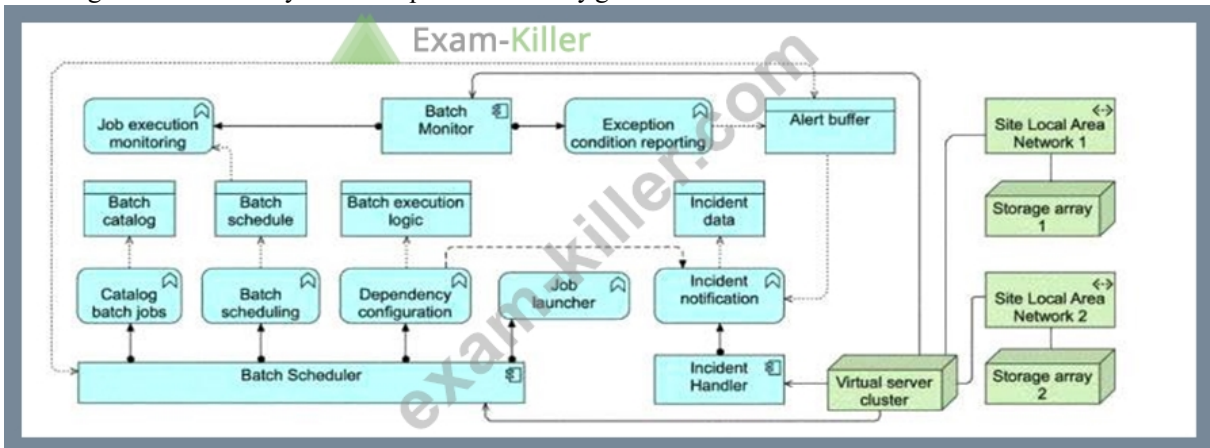 Exam-Killer
exam-killer.com
Job execution
monitoring
Batch
Monitor
Exception
condition reporting
Alert buffer
Site Local Area
Network 1
Batch
catalog
Batch
schedule
Batch execution
logic
Incident
data
Storage array
1
Catalog
batch jobs
Batch
scheduling
Dependency
configuration
Job
launcher
Incident
notification
Site Local Area
Network 2
Batch Scheduler
Incident
Handler
Virtual server
cluster
Storage array
2